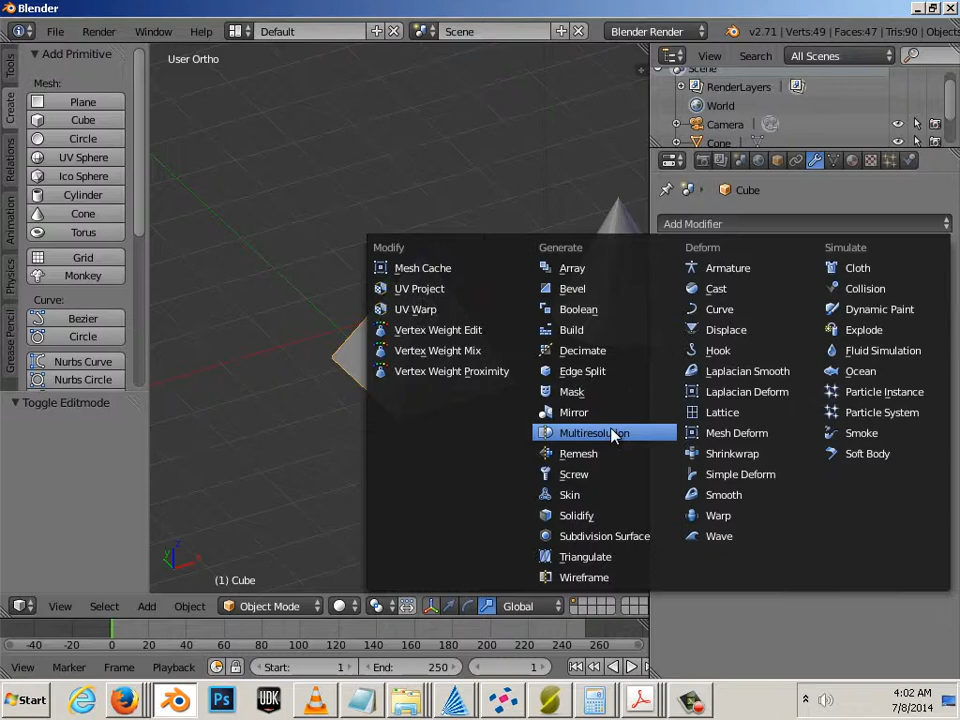 Blender
File Render Window Help Default Scene Blender Render v2.71 | Verts:49 | Faces:47 | Tris:90 | Objects
Add Primitive
Mesh:
Plane
Cube
Circle
UV Sphere
Ico Sphere
Cylinder
Cone
Torus
Grid
Monkey
Curve:
Bezier
Circle
Nurbs Curve
Nurbs Circle
Toggle Editmode
Tools
Create
Relations
Animation
Physics
Grease Pencil
User Ortho
(1) Cube
View Search All Scenes
Scene
RenderLayers
World
Camera
Cone
Cube
Add Modifier
Modify
Mesh Cache
UV Project
UV Warp
Vertex Weight Edit
Vertex Weight Mix
Vertex Weight Proximity
Generate
Array
Bevel
Boolean
Build
Decimate
Edge Split
Mask
Mirror
Multiresolution
Remesh
Screw
Skin
Solidify
Subdivision Surface
Triangulate
Wireframe
Deform
Armature
Cast
Curve
Displace
Hook
Laplacian Smooth
Laplacian Deform
Lattice
Mesh Deform
Shrinkwrap
Simple Deform
Smooth
Warp
Wave
Simulate
Cloth
Collision
Dynamic Paint
Explode
Fluid Simulation
Ocean
Particle Instance
Particle System
Smoke
Soft Body
z
y
x
View Select Add Object Object Mode Global
-40 -20 0 20 40 60 80 100 120 140 160 180 200 220 240 260
View Marker Frame Playback Start: 1 End: 250 1
Start Ps UDK 4:02 AM
7/8/2014